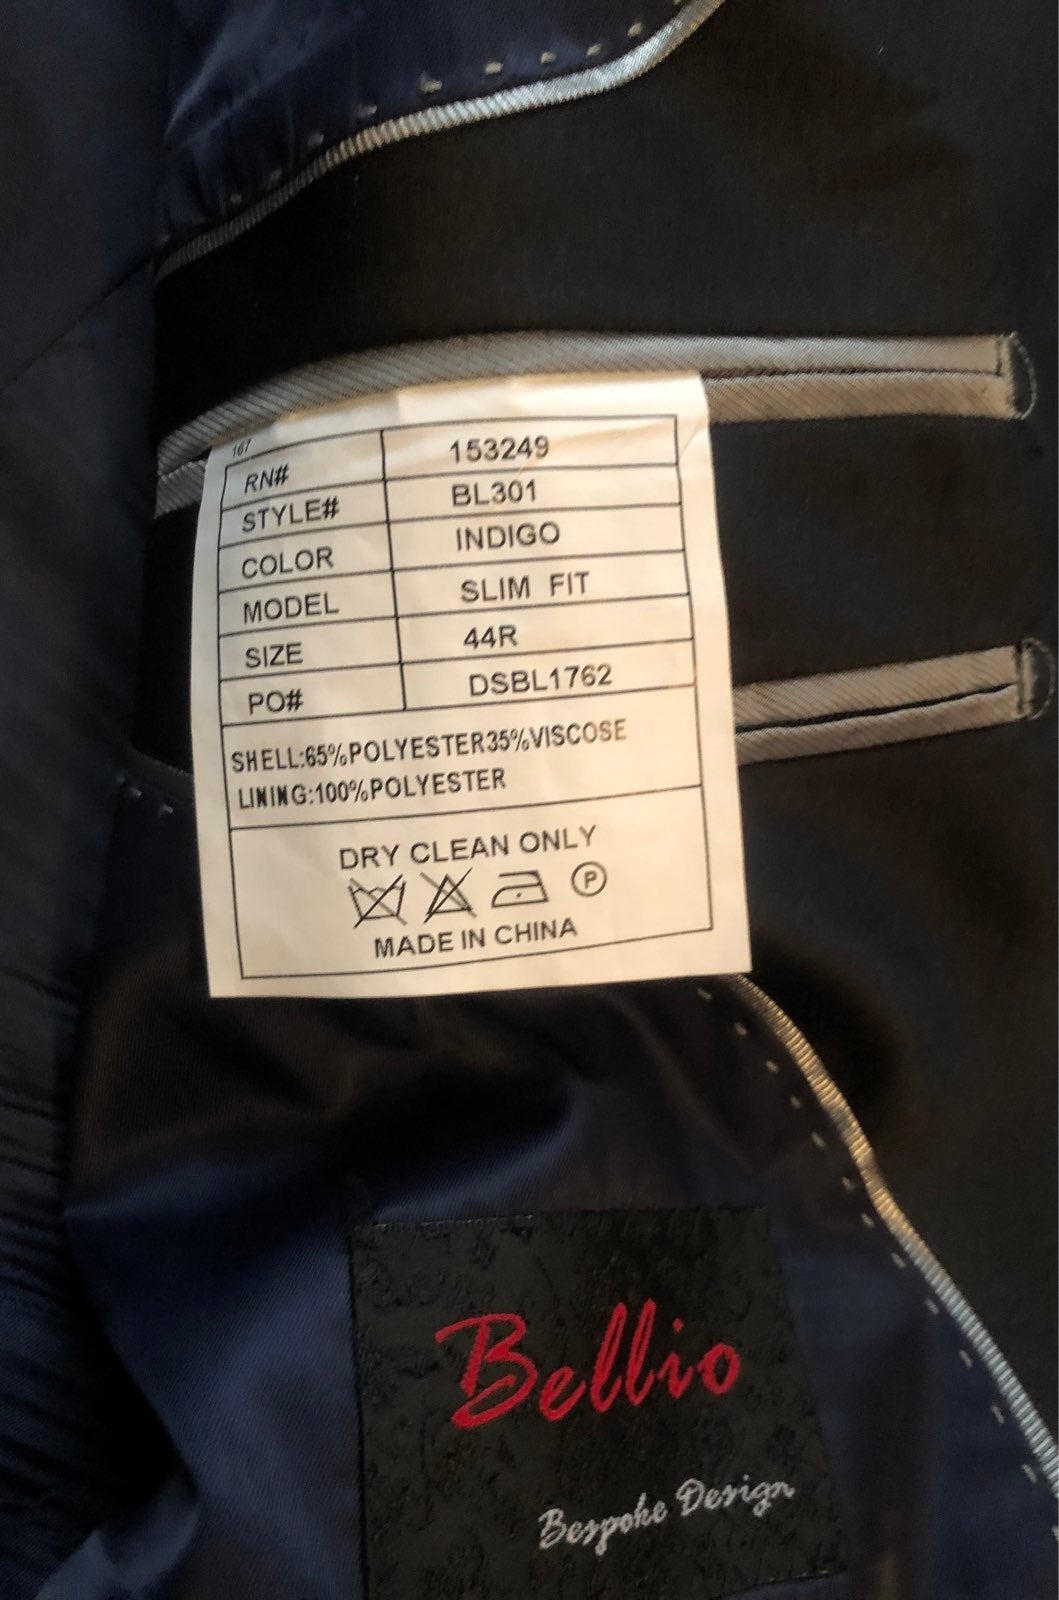 167
RN# 153249
STYLE# BL301
COLOR INDIGO
MODEL SLIM FIT
SIZE 44R
PO# DSBL1762
SHELL:65%POLYESTER35%VISCOSE
LINING:100%POLYESTER
DRY CLEAN ONLY
P
MADE IN CHINA
Bellio
Bespoke Design